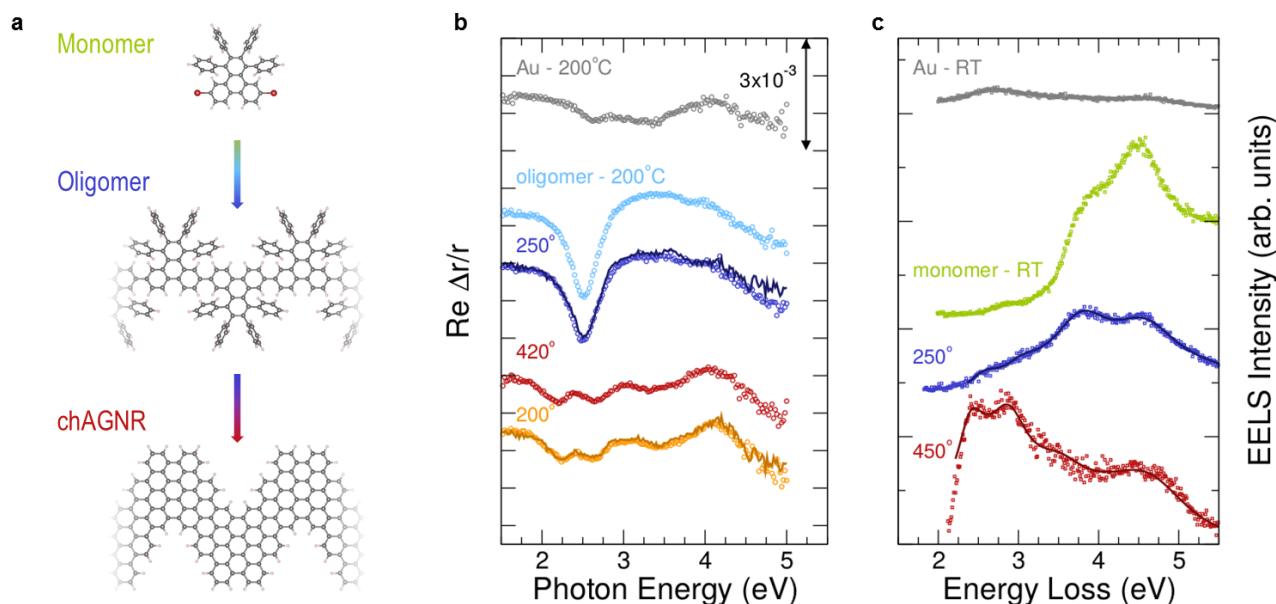 a
Monomer
Oligomer
chAGNR
b
Au - 200°C
3x10⁻³
oligomer - 200°C
250°
420°
200°
Re Δr/r
2 3 4 5
Photon Energy (eV)
c
Au - RT
monomer - RT
250°
450°
EELS Intensity (arb. units)
2 3 4 5
Energy Loss (eV)